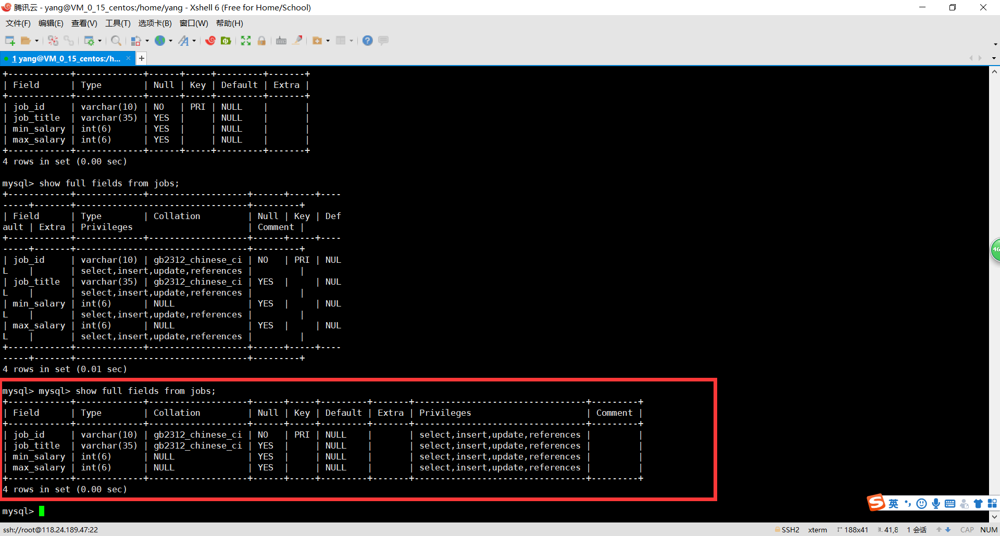 腾讯云 - yang@VM_0_15_centos:/home/yang - Xshell 6 (Free for Home/School)
文件(F) 编辑(E) 查看(V) 工具(T) 选项卡(B) 窗口(W) 帮助(H)
1 yang@VM_0_15_centos:/h... × +
+------------+-------------+------+-----+---------+-------+
| Field      | Type        | Null | Key | Default | Extra |
+------------+-------------+------+-----+---------+-------+
| job_id     | varchar(10) | NO   | PRI | NULL    |       |
| job_title  | varchar(35) | YES  |     | NULL    |       |
| min_salary | int(6)      | YES  |     | NULL    |       |
| max_salary | int(6)      | YES  |     | NULL    |       |
+------------+-------------+------+-----+---------+-------+
4 rows in set (0.00 sec)
mysql> show full fields from jobs;
+------------+-------------+-------------------+------+-----+----
-----+-------+---------------------------------+---------+
| Field      | Type        | Collation         | Null | Key | Def
ault | Extra | Privileges                      | Comment |
+------------+-------------+-------------------+------+-----+----
-----+-------+---------------------------------+---------+
| job_id     | varchar(10) | gb2312_chinese_ci | NO   | PRI | NUL
L    |       | select,insert,update,references |         |
| job_title  | varchar(35) | gb2312_chinese_ci | YES  |     | NUL
L    |       | select,insert,update,references |         |
| min_salary | int(6)      | NULL              | YES  |     | NUL
L    |       | select,insert,update,references |         |
| max_salary | int(6)      | NULL              | YES  |     | NUL
L    |       | select,insert,update,references |         |
+------------+-------------+-------------------+------+-----+----
-----+-------+---------------------------------+---------+
4 rows in set (0.01 sec)
mysql> mysql> show full fields from jobs;
+------------+-------------+-------------------+------+-----+---------+-------+---------------------------------+---------+
| Field      | Type        | Collation         | Null | Key | Default | Extra | Privileges                      | Comment |
+------------+-------------+-------------------+------+-----+---------+-------+---------------------------------+---------+
| job_id     | varchar(10) | gb2312_chinese_ci | NO   | PRI | NULL    |       | select,insert,update,references |         |
| job_title  | varchar(35) | gb2312_chinese_ci | YES  |     | NULL    |       | select,insert,update,references |         |
| min_salary | int(6)      | NULL              | YES  |     | NULL    |       | select,insert,update,references |         |
| max_salary | int(6)      | NULL              | YES  |     | NULL    |       | select,insert,update,references |         |
+------------+-------------+-------------------+------+-----+---------+-------+---------------------------------+---------+
4 rows in set (0.00 sec)
mysql>
46
S 英
ssh://root@118.24.189.47:22 SSH2 xterm 188x41 41,8 1 会话 CAP NUM